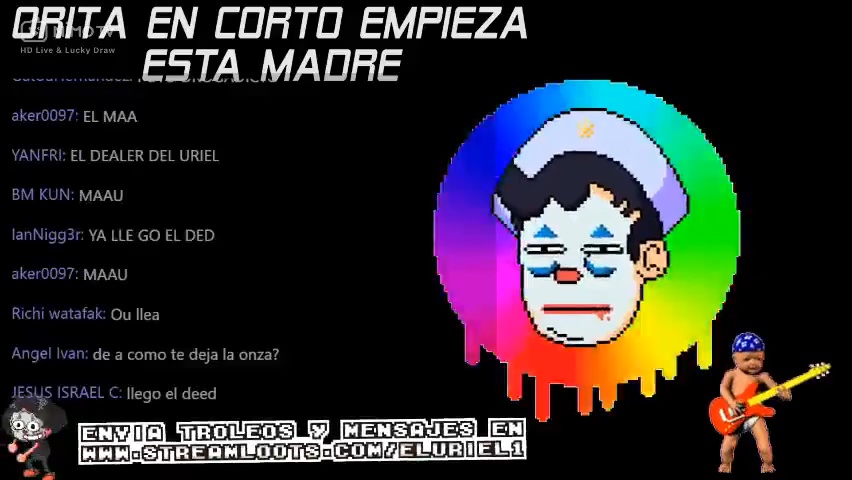 ORITA EN CORTO EMPIEZA
ESTA MADRE
NIMO TV
HD Live & Lucky Draw
aker0097: EL MAA
YANFRI: EL DEALER DEL URIEL
BM KUN: MAAU
IanNigg3r: YA LLE GO EL DED
aker0097: MAAU
Richi watafak: Ou llea
Angel Ivan: de a como te deja la onza?
JESUS ISRAEL C: llego el deed
ENVIA TROLEOS Y MENSAJES EN
WWW.STREAMLOOTS.COM/ELURIEL1